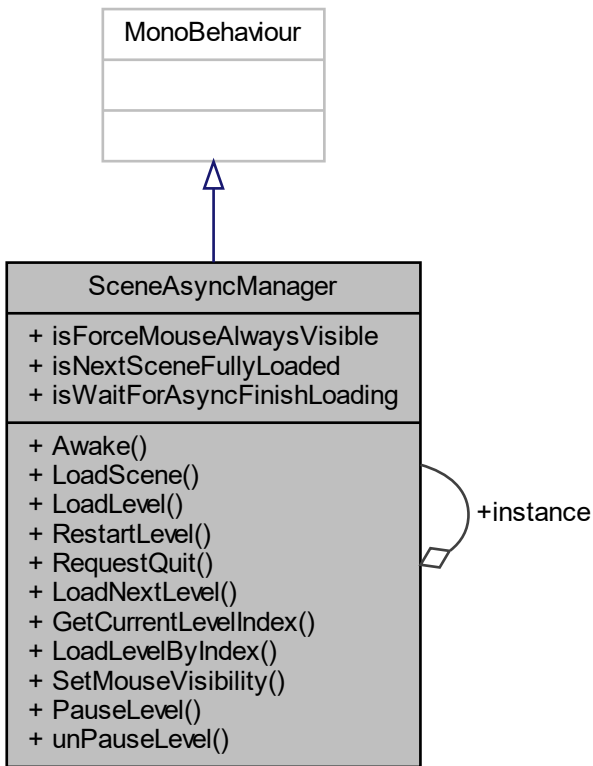 MonoBehaviour
SceneAsyncManager
+ isForceMouseAlwaysVisible
+ isNextSceneFullyLoaded
+ isWaitForAsyncFinishLoading
+ Awake()
+ LoadScene()
+ LoadLevel()
+ RestartLevel()
+ RequestQuit()
+ LoadNextLevel()
+ GetCurrentLevelIndex()
+ LoadLevelByIndex()
+ SetMouseVisibility()
+ PauseLevel()
+ unPauseLevel()
+instance